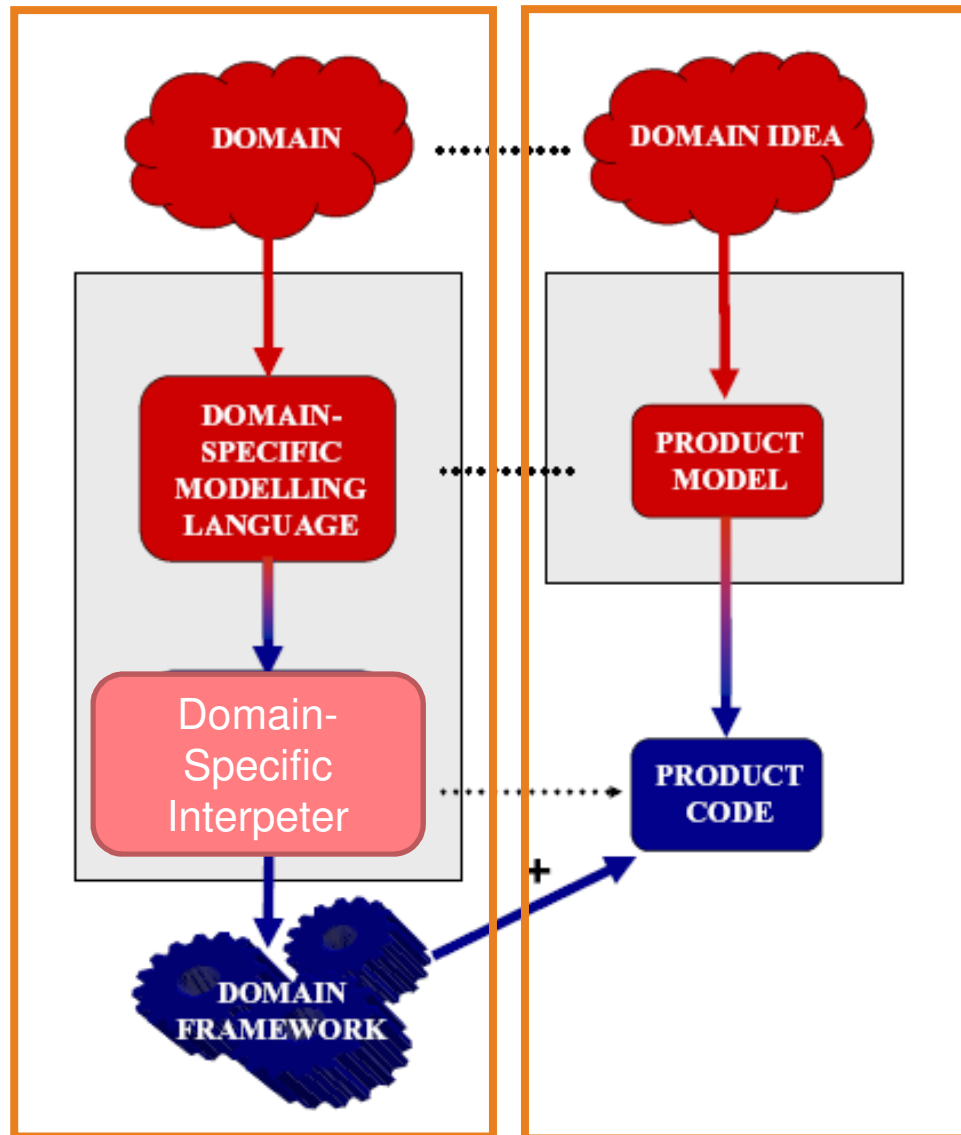 DOMAIN
DOMAIN IDEA
DOMAIN-
SPECIFIC
MODELLING
LANGUAGE
PRODUCT
MODEL
Domain-
Specific
Interpeter
PRODUCT
CODE
+
DOMAIN
FRAMEWORK